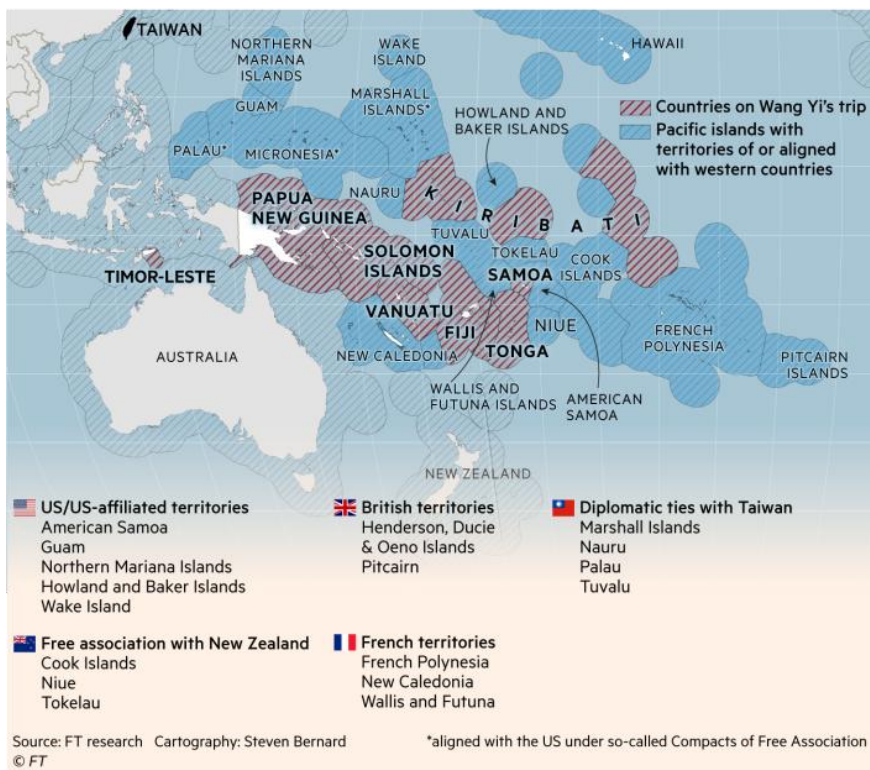 TAIWAN
NORTHERN
MARIANA
ISLANDS
WAKE
ISLAND
HAWAII
GUAM
MARSHALL
ISLANDS*
HOWLAND AND
BAKER ISLANDS
Countries on Wang Yi's trip
Pacific islands with
territories of or aligned
with western countries
PALAU*
MICRONESIA*
NAURU
KIRIBATI
PAPUA
NEW GUINEA
TUVALU
SOLOMON
ISLANDS
TOKELAU
SAMOA
COOK
ISLANDS
TIMOR-LESTE
VANUATU
FIJI
TONGA
NIUE
FRENCH
POLYNESIA
AUSTRALIA
NEW CALEDONIA
PITCAIRN
ISLANDS
WALLIS AND
FUTUNA ISLANDS
AMERICAN
SAMOA
NEW ZEALAND
US/US-affiliated territories
American Samoa
Guam
Northern Mariana Islands
Howland and Baker Islands
Wake Island
British territories
Henderson, Ducie
& Oeno Islands
Pitcairn
Diplomatic ties with Taiwan
Marshall Islands
Nauru
Palau
Tuvalu
Free association with New Zealand
Cook Islands
Niue
Tokelau
French territories
French Polynesia
New Caledonia
Wallis and Futuna
Source: FT research Cartography: Steven Bernard
*aligned with the US under so-called Compacts of Free Association
© FT